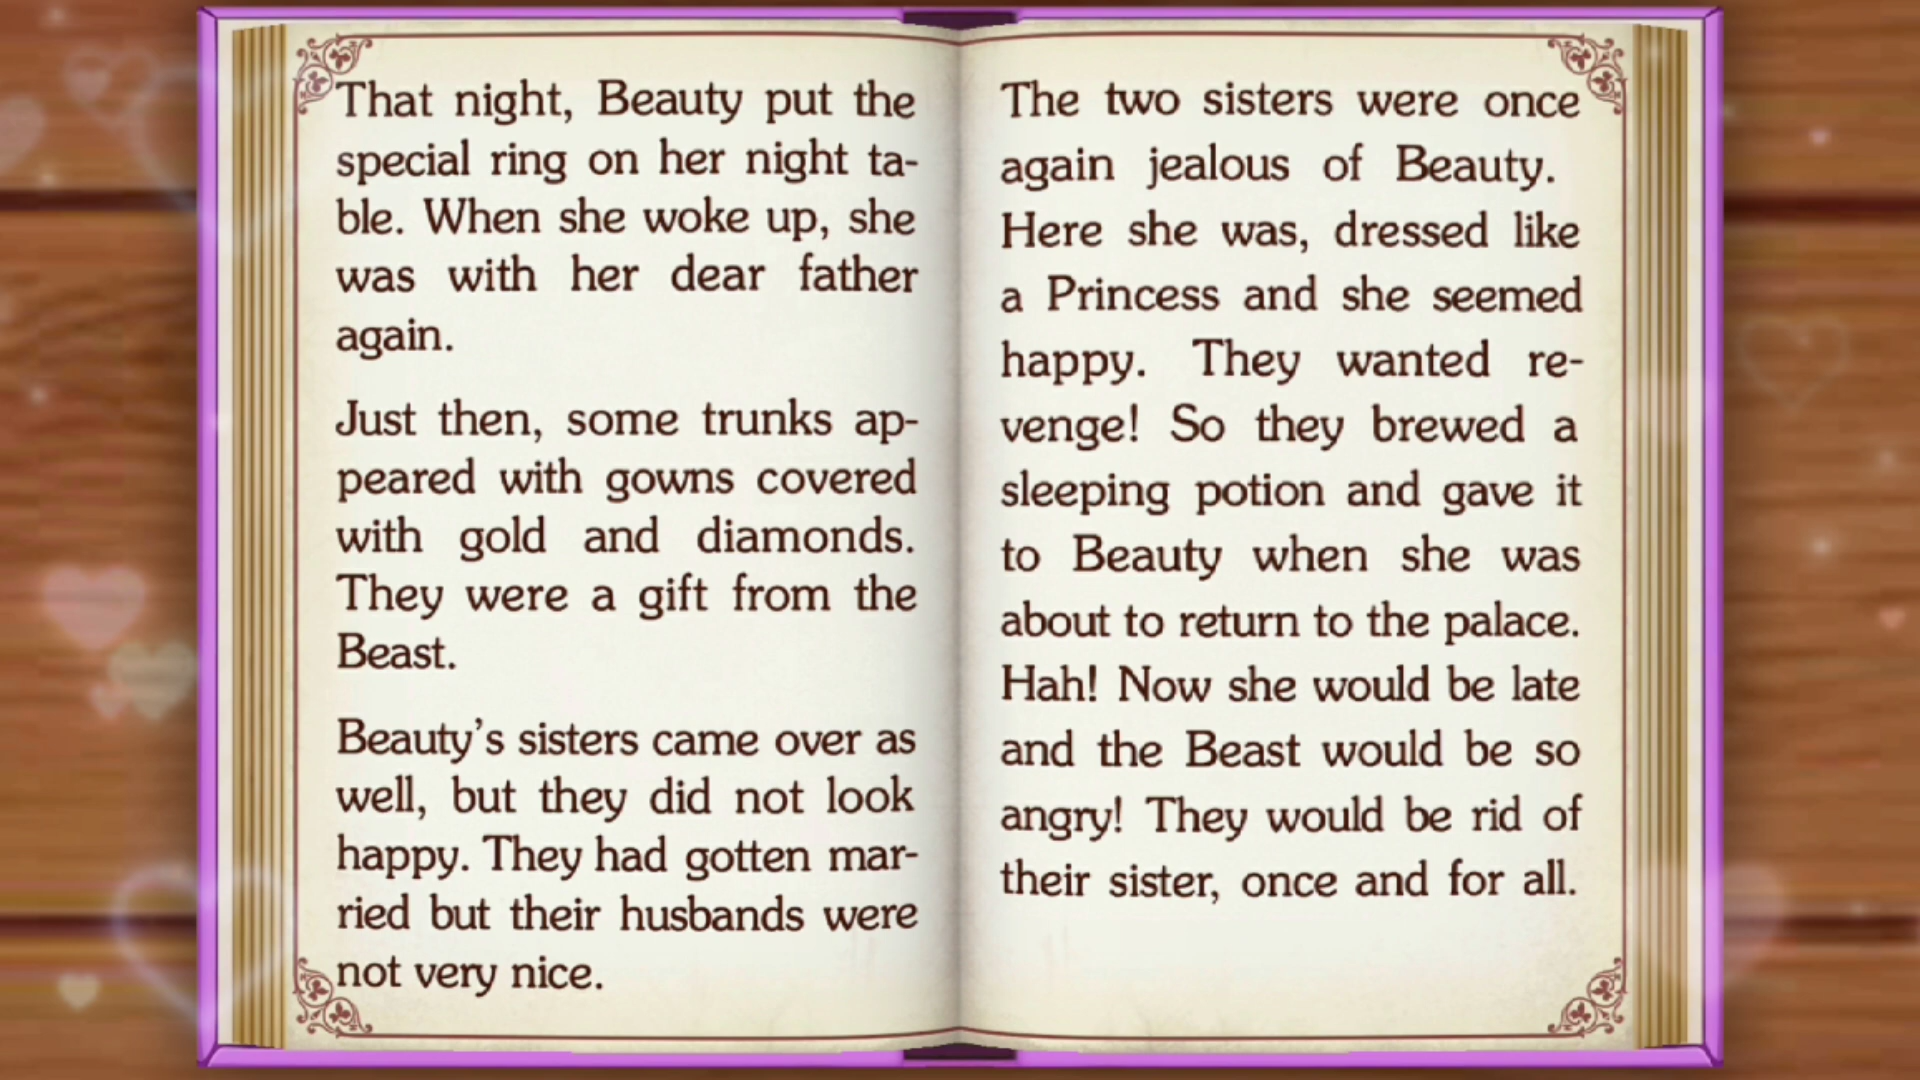 That night, Beauty put the
special ring on her night ta-
ble. When she woke up, she
was with her dear father
again.
Just then, some trunks ap-
peared with gowns covered
with gold and diamonds.
They were a gift from the
Beast.
Beauty's sisters came over as
well, but they did not look
happy. They had gotten mar-
ried but their husbands were
not very nice.
The two sisters were once
again jealous of Beauty.
Here she was, dressed like
a Princess and she seemed
happy. They wanted re-
venge! So they brewed a
sleeping potion and gave it
to Beauty when she was
about to return to the palace.
Hah! Now she would be late
and the Beast would be so
angry! They would be rid of
their sister, once and for all.